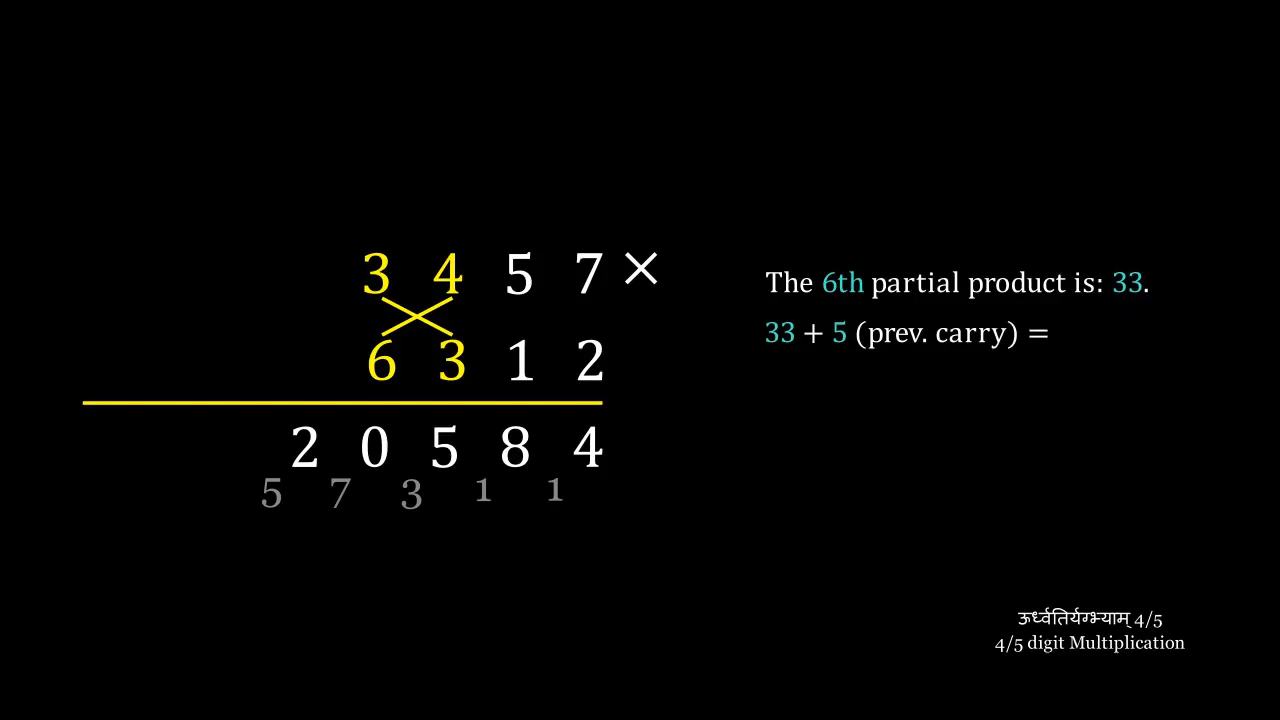 3 4 5 7 ×
6 3 1 2
2 0 5 8 4
5 7 3 1 1
The 6th partial product is: 33.
33 + 5 (prev. carry) =
ऊर्ध्वतिर्यग्भ्याम् 4/5
4/5 digit Multiplication